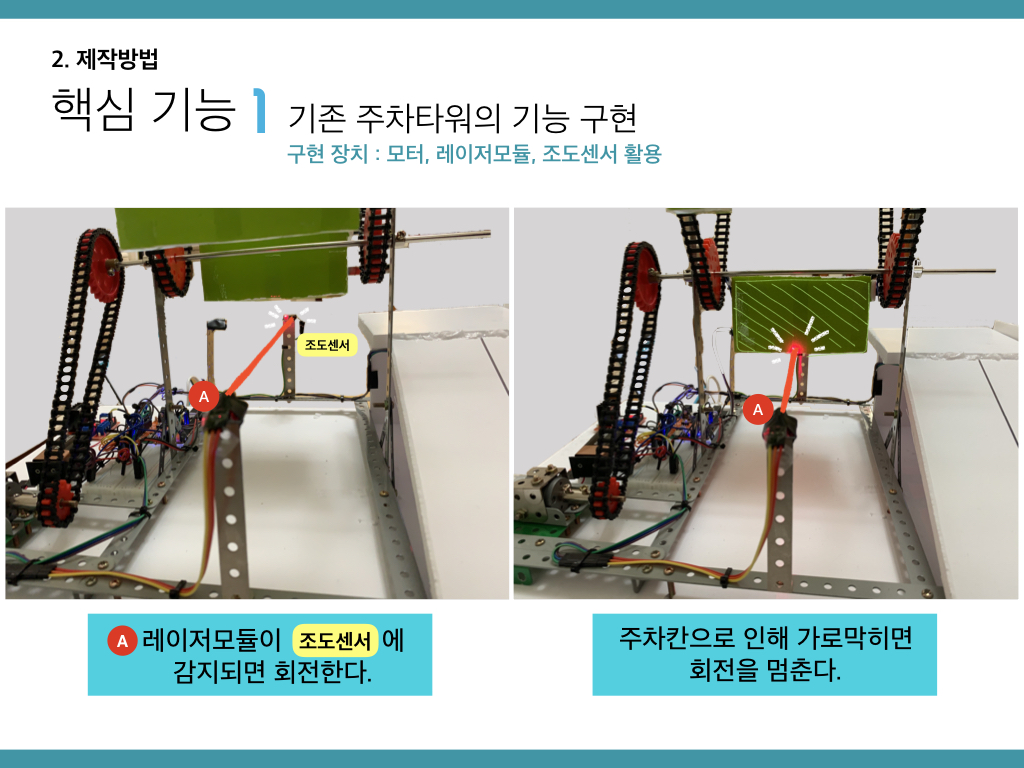 2. 제작방법
핵심 기능 1 기존 주차타워의 기능 구현
구현 장치 : 모터, 레이저모듈, 조도센서 활용
조도센서
A
A
A 레이저모듈이 조도센서 에
감지되면 회전한다.
주차칸으로 인해 가로막히면
회전을 멈춘다.